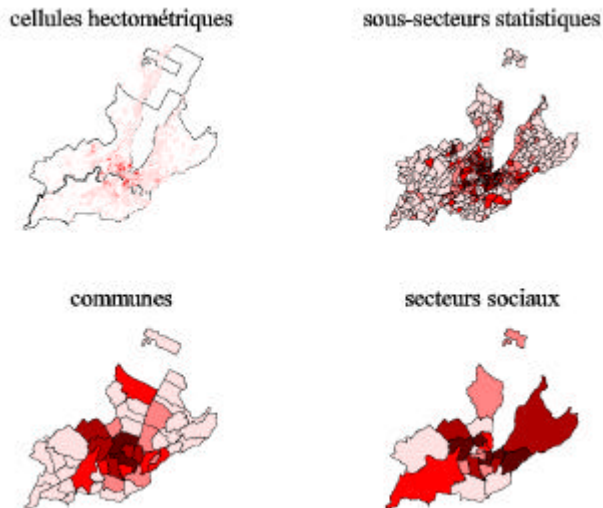 cellules hectométriques
sous-secteurs statistiques
communes
secteurs sociaux